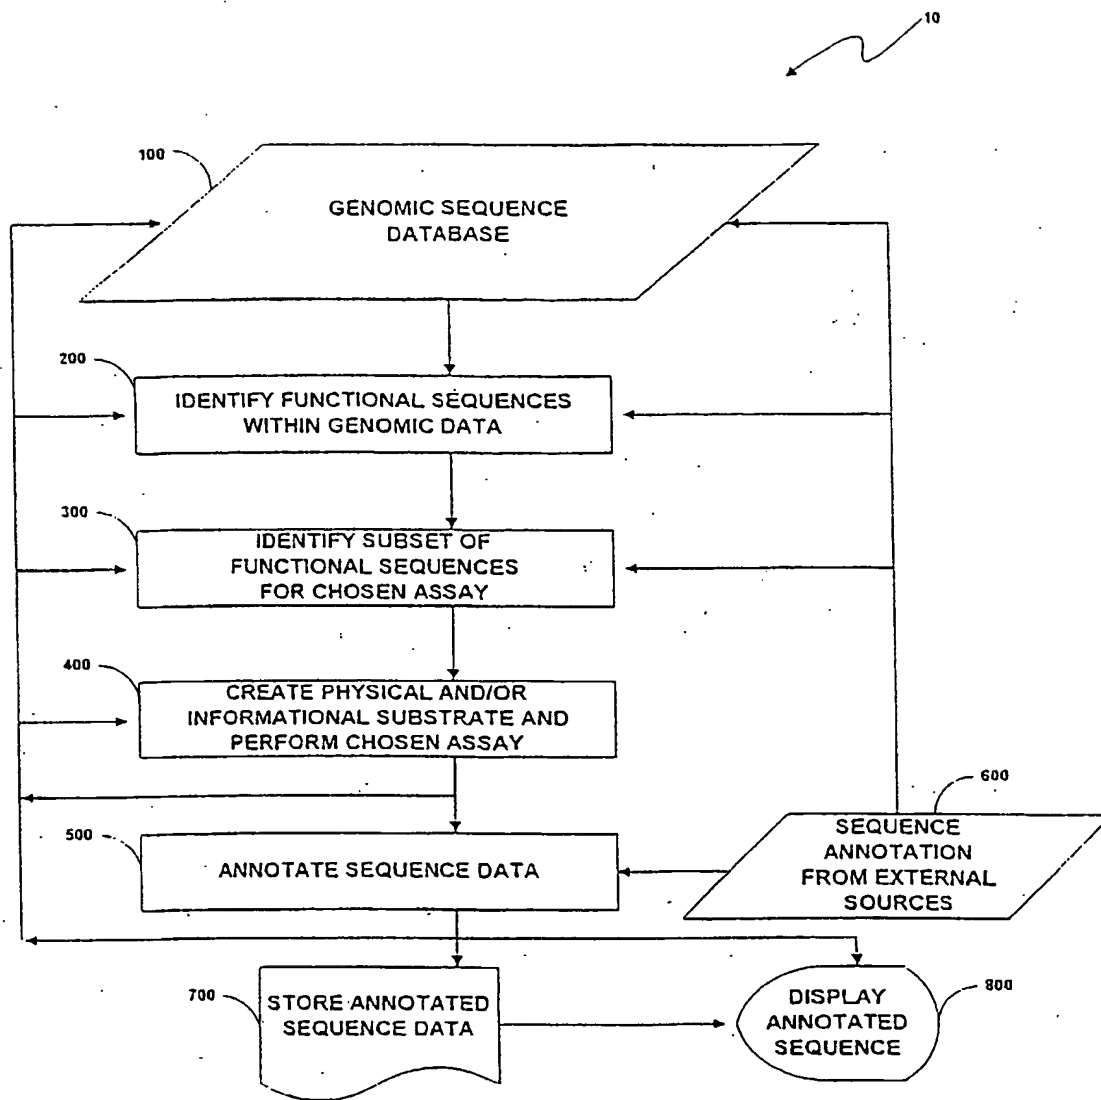 10
100
GENOMIC SEQUENCE
DATABASE
200
IDENTIFY FUNCTIONAL SEQUENCES
WITHIN GENOMIC DATA
300
IDENTIFY SUBSET OF
FUNCTIONAL SEQUENCES
FOR CHOSEN ASSAY
400
CREATE PHYSICAL AND/OR
INFORMATIONAL SUBSTRATE AND
PERFORM CHOSEN ASSAY
600
SEQUENCE
ANNOTATION
FROM EXTERNAL
SOURCES
500
ANNOTATE SEQUENCE DATA
700
STORE ANNOTATED
SEQUENCE DATA
800
DISPLAY
ANNOTATED
SEQUENCE